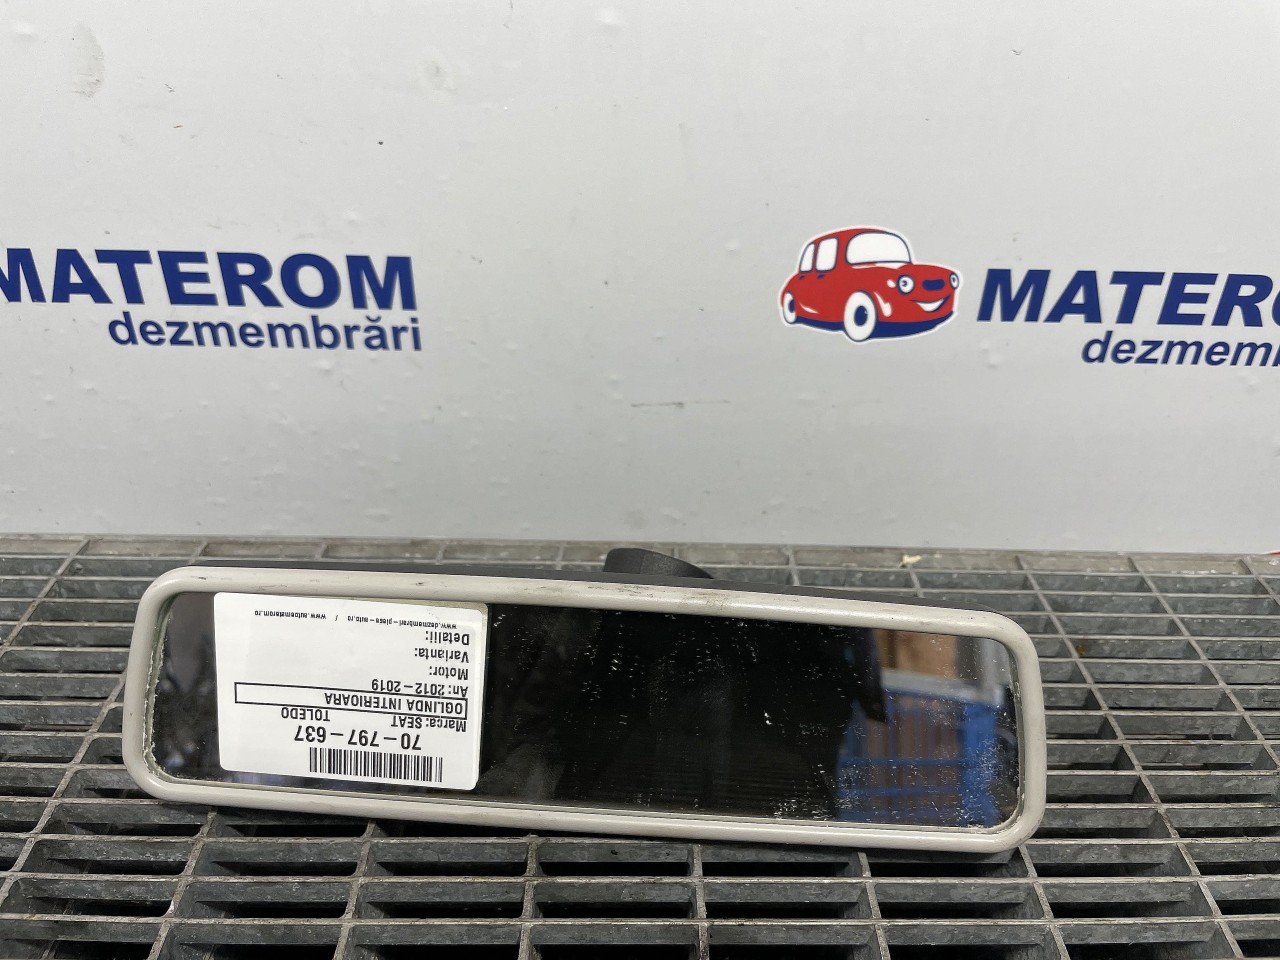 MATEROM
dezmembrări
MATERO
dezmemb
70-797-637
Marca: SEAT TOLEDO
OGLINDA INTERIOARA
An: 2012-2019
Motor:
Varianta:
Detalii:
www.dezmembrari-piese-auto.ro / www.automaterom.ro